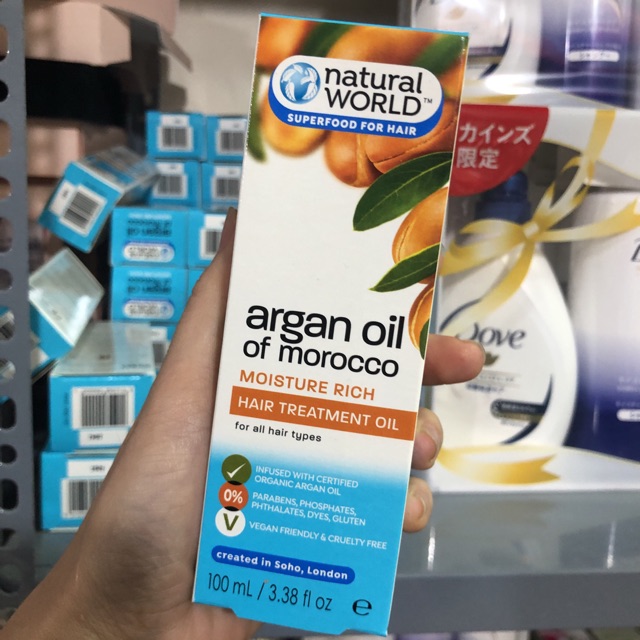 natural
WORLD™
SUPERFOOD FOR HAIR
argan oil
of morocco
MOISTURE RICH
HAIR TREATMENT OIL
for all hair types
INFUSED WITH CERTIFIED
ORGANIC ARGAN OIL
0%
PARABENS, PHOSPHATES,
PHTHALATES, DYES, GLUTEN
V
VEGAN FRIENDLY & CRUELTY FREE
created in Soho, London
100 mL / 3.38 fl oz e
カインズ
限定
Dove